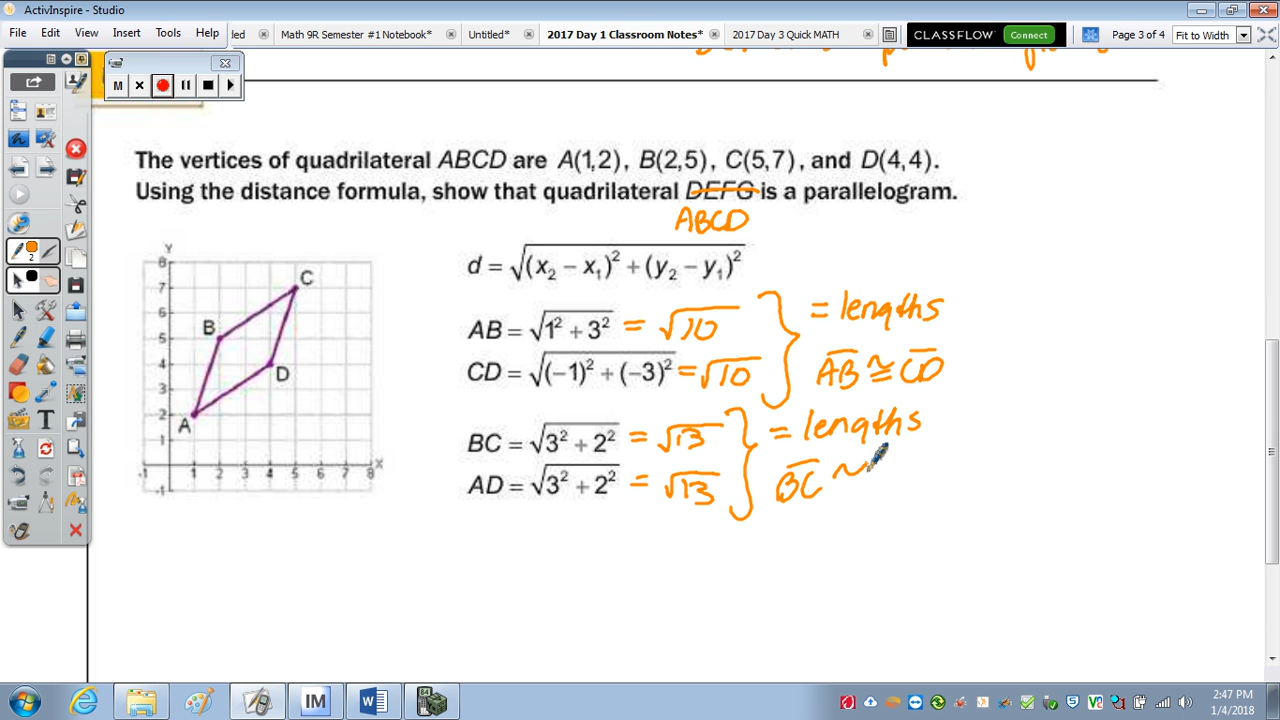 ActivInspire - Studio
File Edit View Insert Tools Help led Math 9R Semester #1 Notebook* Untitled* 2017 Day 1 Classroom Notes* 2017 Day 3 Quick MATH CLASSFLOW Connect Page 3 of 4 Fit to Width
M
The vertices of quadrilateral ABCD are A(1,2), B(2,5), C(5,7), and D(4,4).
Using the distance formula, show that quadrilateral DEFG is a parallelogram.
ABCD
d = √(x₂ − x₁)² + (y₂ − y₁)²
AB = √1² + 3² = √10
= lengths
CD = √(−1)² + (−3)² = √10
AB ≅ CD
BC = √3² + 2² = √13
= lengths
AD = √3² + 2² = √13
BC ~
Y
8
7
6
5
4
3
2
1
-1
-1 1 2 3 4 5 6 7 8 X
A
B
C
D
2
IM
2:47 PM
1/4/2018